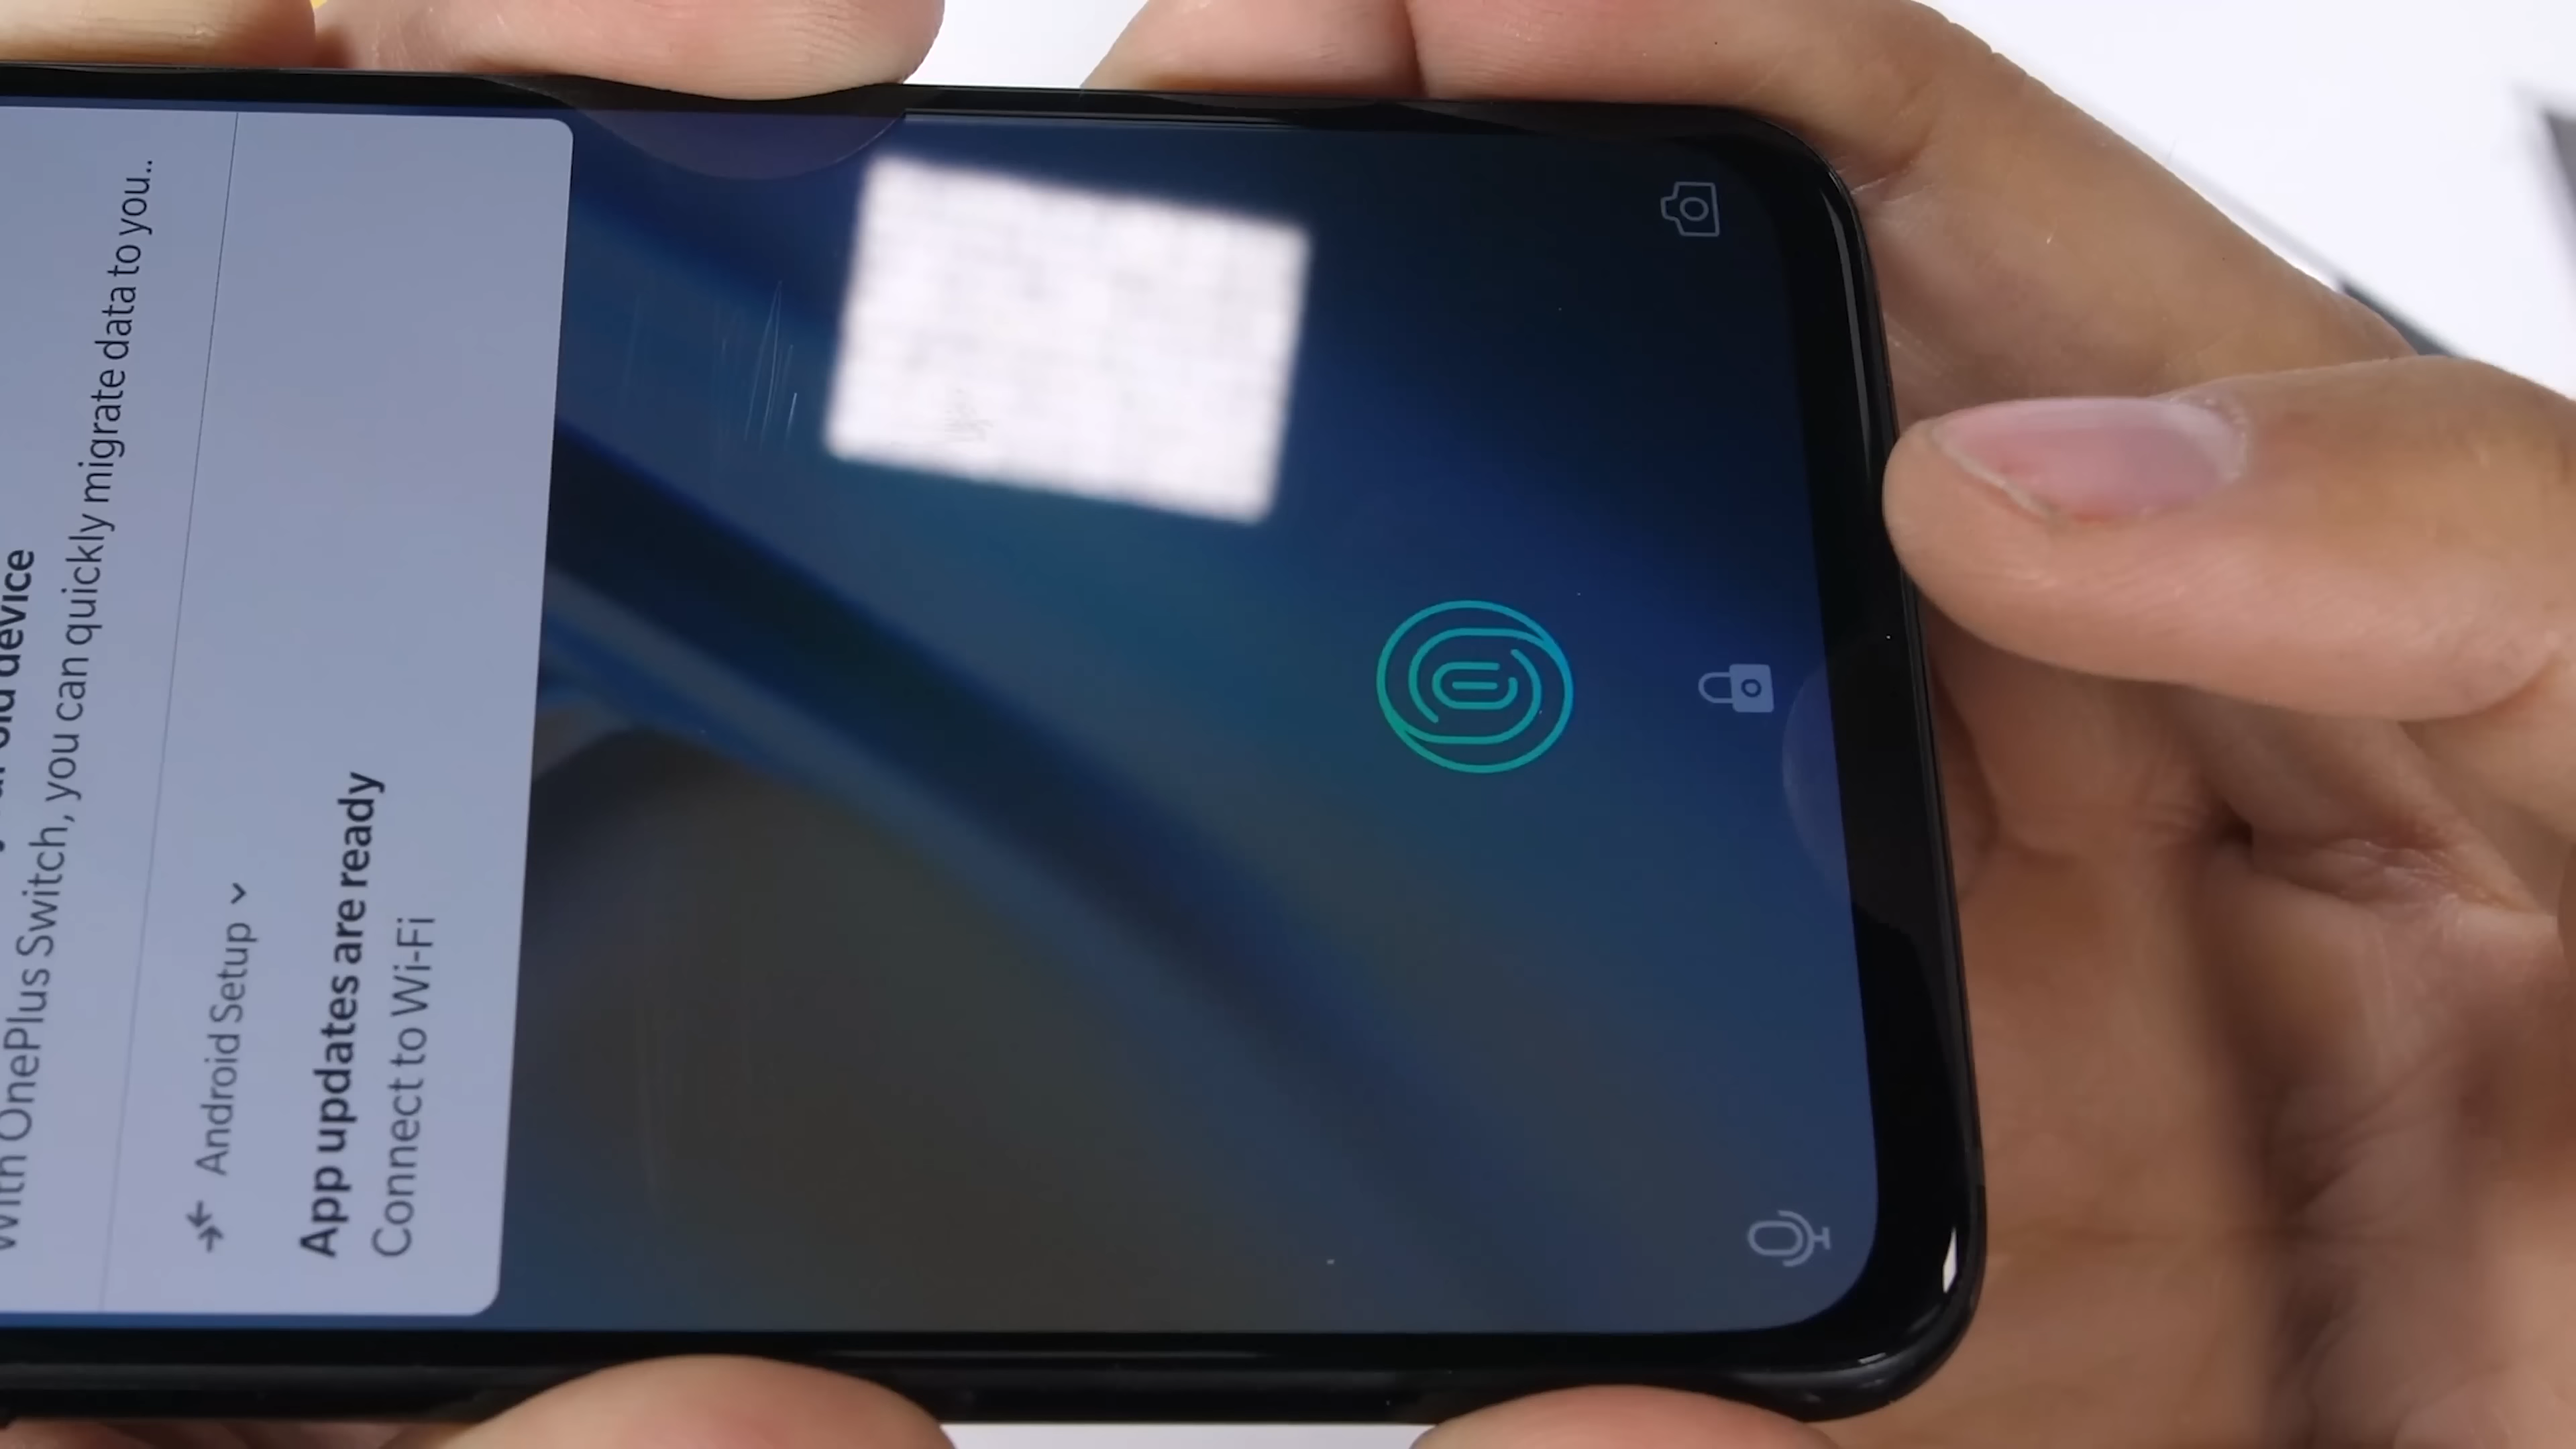 old device
With OnePlus Switch, you can quickly migrate data to you..
Android Setup
App updates are ready
Connect to Wi-Fi